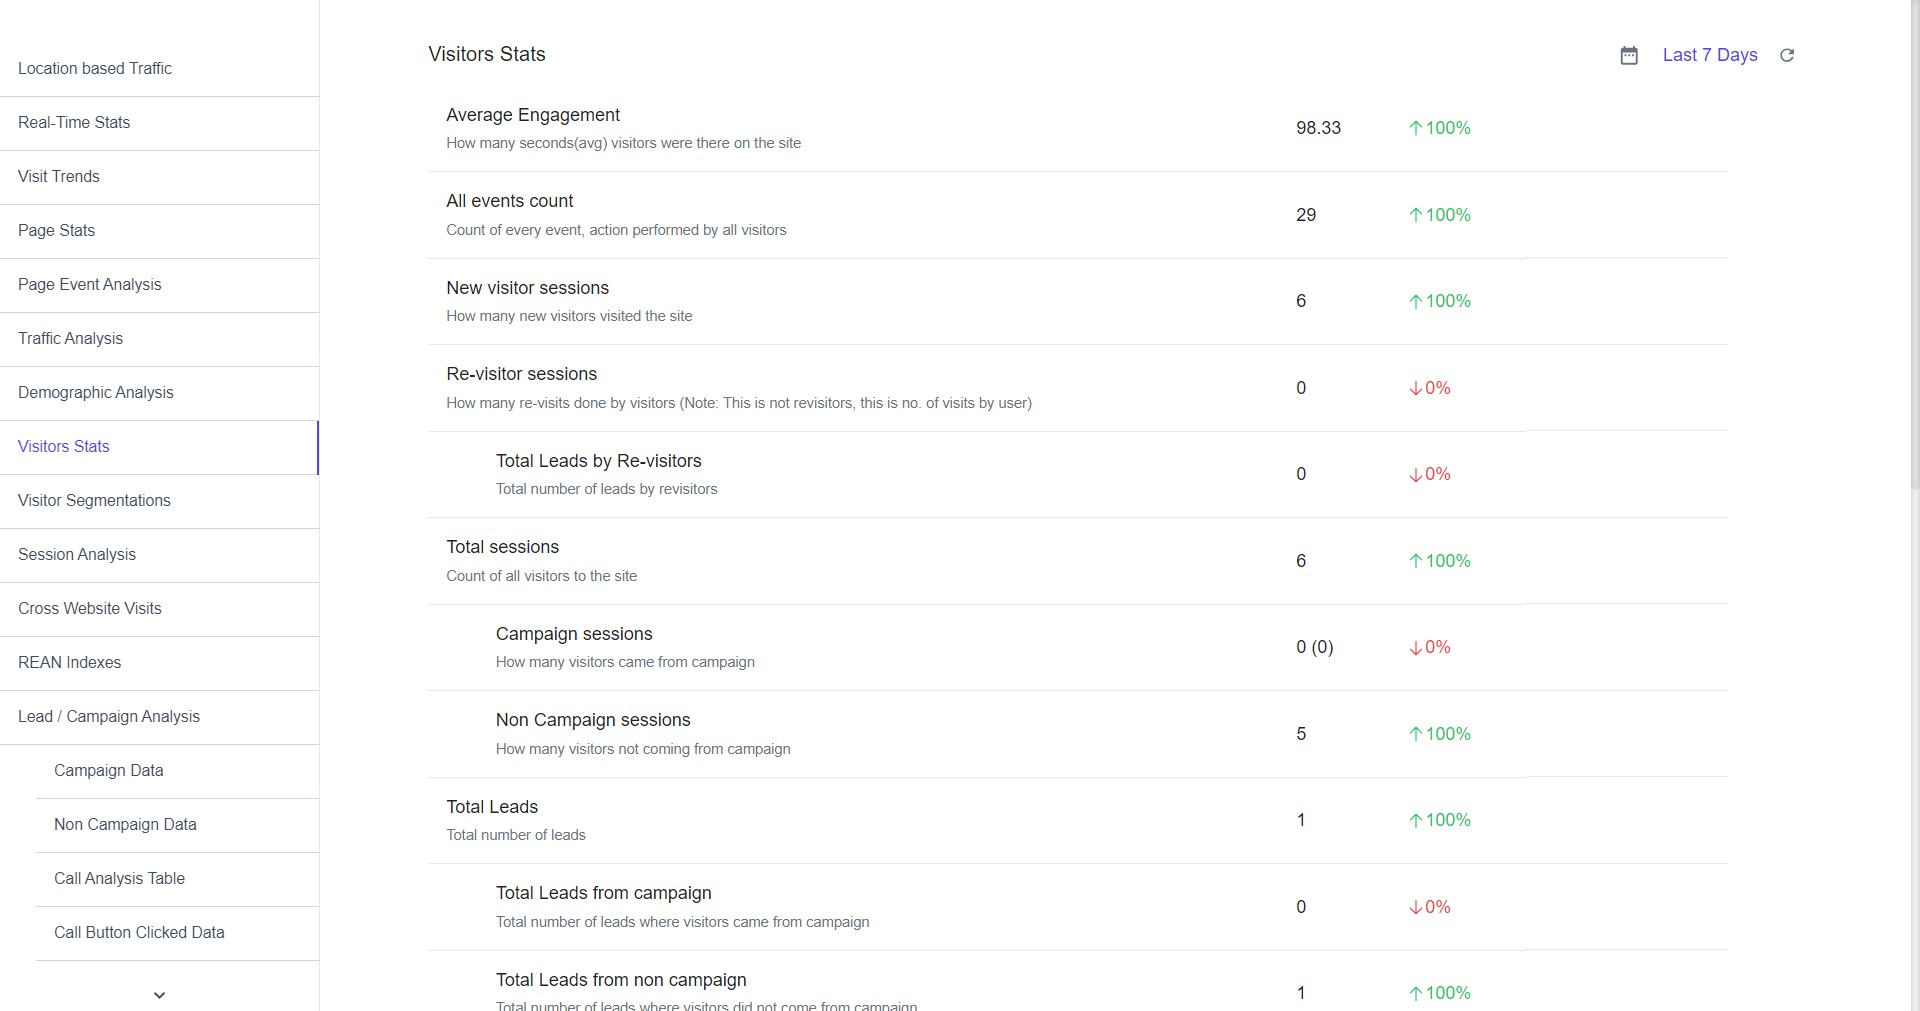 Location based Traffic
Real-Time Stats
Visit Trends
Page Stats
Page Event Analysis
Traffic Analysis
Demographic Analysis
Visitors Stats
Visitor Segmentations
Session Analysis
Cross Website Visits
REAN Indexes
Lead / Campaign Analysis
Campaign Data
Non Campaign Data
Call Analysis Table
Call Button Clicked Data
Visitors Stats
Last 7 Days
Average Engagement
How many seconds(avg) visitors were there on the site
98.33 ↑100%
All events count
Count of every event, action performed by all visitors
29 ↑100%
New visitor sessions
How many new visitors visited the site
6 ↑100%
Re-visitor sessions
How many re-visits done by visitors (Note: This is not revisitors, this is no. of visits by user)
0 ↓0%
Total Leads by Re-visitors
Total number of leads by revisitors
0 ↓0%
Total sessions
Count of all visitors to the site
6 ↑100%
Campaign sessions
How many visitors came from campaign
0 (0) ↓0%
Non Campaign sessions
How many visitors not coming from campaign
5 ↑100%
Total Leads
Total number of leads
1 ↑100%
Total Leads from campaign
Total number of leads where visitors came from campaign
0 ↓0%
Total Leads from non campaign
Total number of leads where visitors did not come from campaign
1 ↑100%